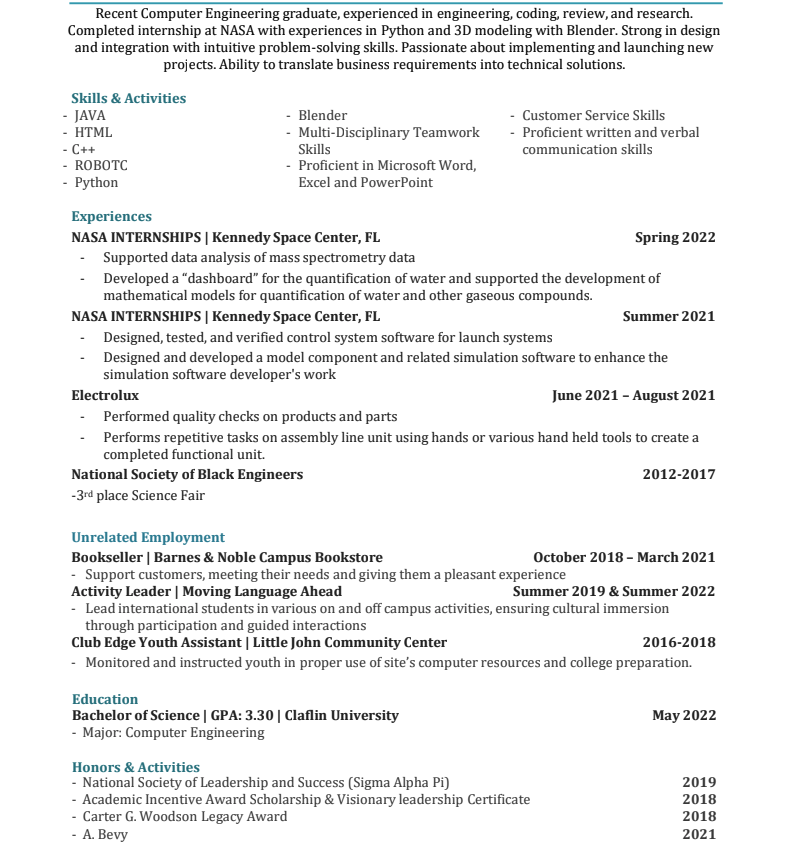 Recent Computer Engineering graduate, experienced in engineering, coding, review, and research.
Completed internship at NASA with experiences in Python and 3D modeling with Blender. Strong in design
and integration with intuitive problem-solving skills. Passionate about implementing and launching new
projects. Ability to translate business requirements into technical solutions.
Skills & Activities
- JAVA
- HTML
- C++
- ROBOTC
- Python
- Blender
- Multi-Disciplinary Teamwork
Skills
- Proficient in Microsoft Word,
Excel and PowerPoint
- Customer Service Skills
- Proficient written and verbal
communication skills
Experiences
NASA INTERNSHIPS | Kennedy Space Center, FL Spring 2022
- Supported data analysis of mass spectrometry data
- Developed a “dashboard” for the quantification of water and supported the development of
mathematical models for quantification of water and other gaseous compounds.
NASA INTERNSHIPS | Kennedy Space Center, FL Summer 2021
- Designed, tested, and verified control system software for launch systems
- Designed and developed a model component and related simulation software to enhance the
simulation software developer's work
Electrolux June 2021 – August 2021
- Performed quality checks on products and parts
- Performs repetitive tasks on assembly line unit using hands or various hand held tools to create a
completed functional unit.
National Society of Black Engineers 2012-2017
-3rd place Science Fair
Unrelated Employment
Bookseller | Barnes & Noble Campus Bookstore October 2018 – March 2021
- Support customers, meeting their needs and giving them a pleasant experience
Activity Leader | Moving Language Ahead Summer 2019 & Summer 2022
- Lead international students in various on and off campus activities, ensuring cultural immersion
through participation and guided interactions
Club Edge Youth Assistant | Little John Community Center 2016-2018
- Monitored and instructed youth in proper use of site’s computer resources and college preparation.
Education
Bachelor of Science | GPA: 3.30 | Claflin University May 2022
- Major: Computer Engineering
Honors & Activities
- National Society of Leadership and Success (Sigma Alpha Pi) 2019
- Academic Incentive Award Scholarship & Visionary leadership Certificate 2018
- Carter G. Woodson Legacy Award 2018
- A. Bevy 2021